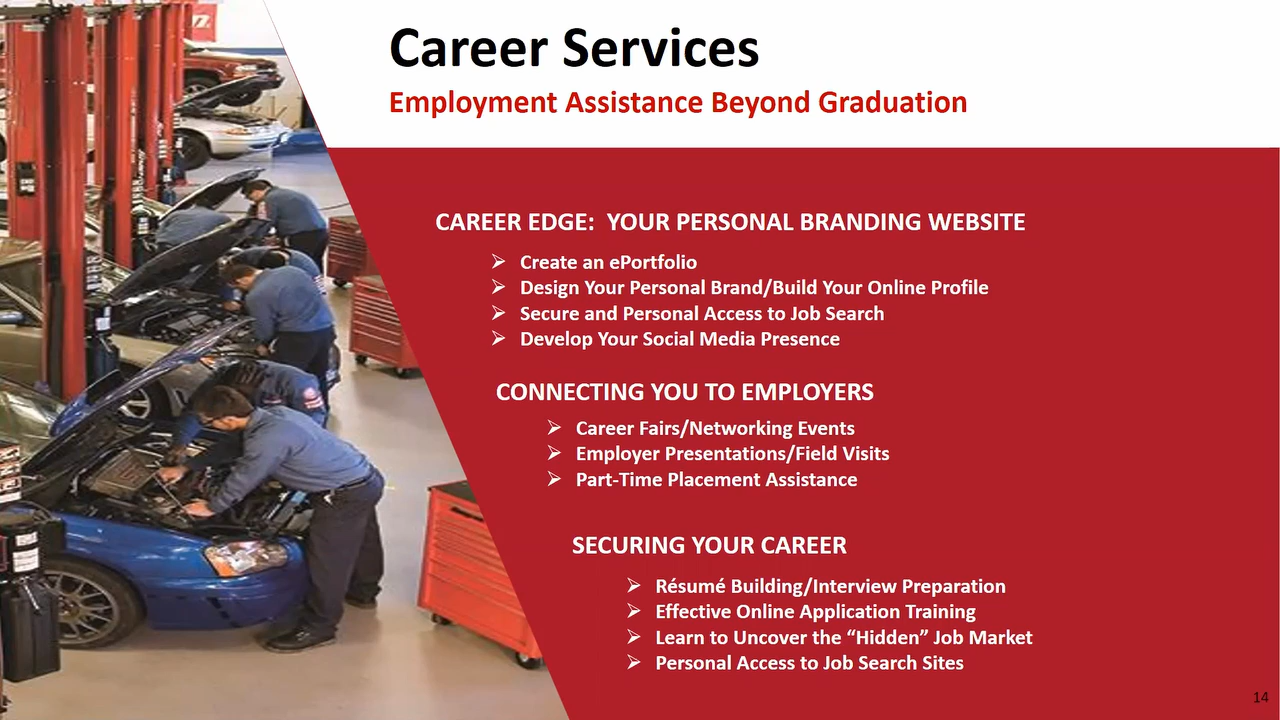 Career Services
Employment Assistance Beyond Graduation
CAREER EDGE:  YOUR PERSONAL BRANDING WEBSITE
Create an ePortfolio
Design Your Personal Brand/Build Your Online Profile
Secure and Personal Access to Job Search
Develop Your Social Media Presence
CONNECTING YOU TO EMPLOYERS
Career Fairs/Networking Events
Employer Presentations/Field Visits
Part-Time Placement Assistance
SECURING YOUR CAREER
Résumé Building/Interview Preparation
Effective Online Application Training
Learn to Uncover the “Hidden” Job Market
Personal Access to Job Search Sites
14